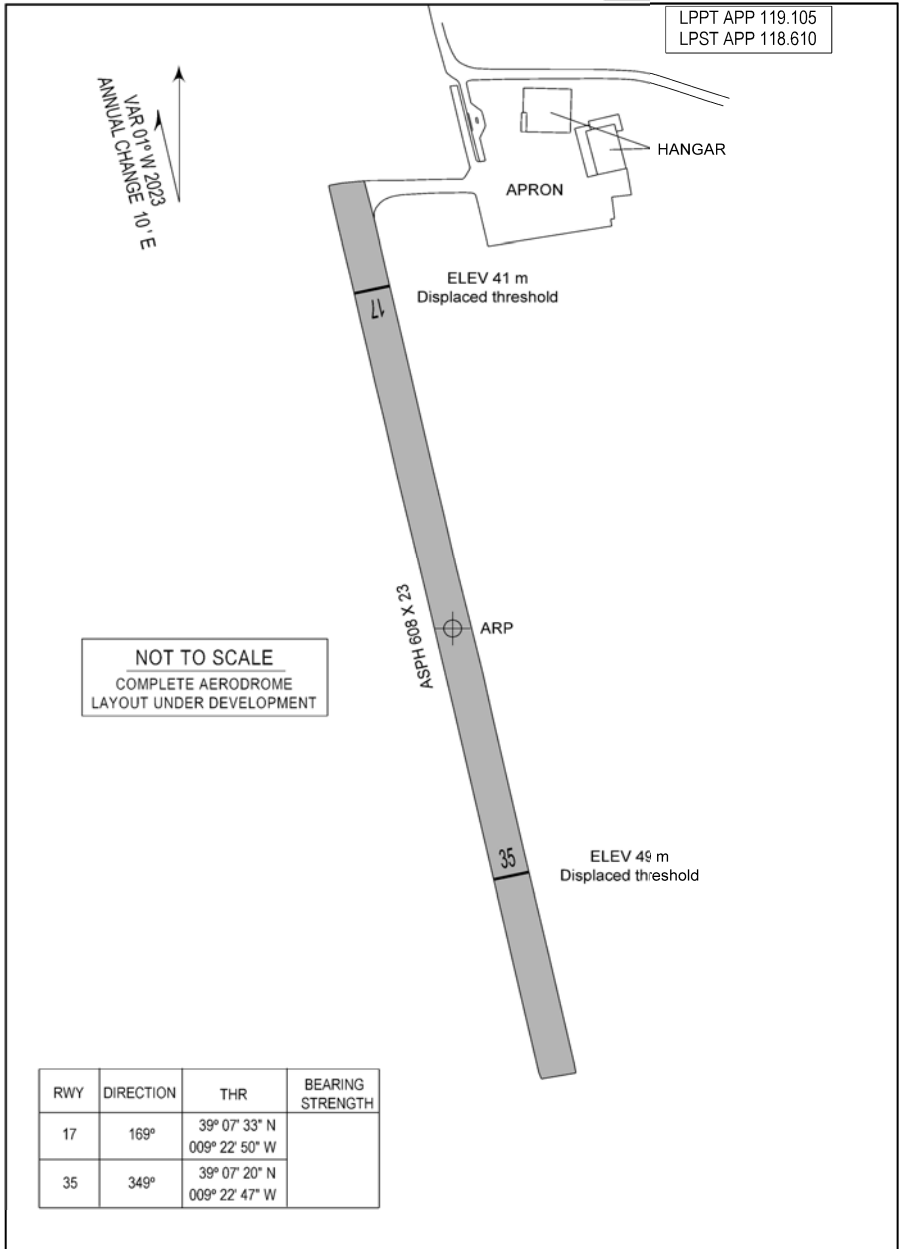 LPPT APP 119.105
LPST APP 118.610
VAR 01º W 2023
ANNUAL CHANGE 10' E
HANGAR
APRON
ELEV 41 m
Displaced threshold
17
ASPH 608 X 23
ARP
NOT TO SCALE
COMPLETE AERODROME
LAYOUT UNDER DEVELOPMENT
35
ELEV 49 m
Displaced threshold
RWY DIRECTION THR BEARING STRENGTH
17 169º 39º 07' 33" N
009º 22' 50" W
35 349º 39º 07' 20" N
009º 22' 47" W